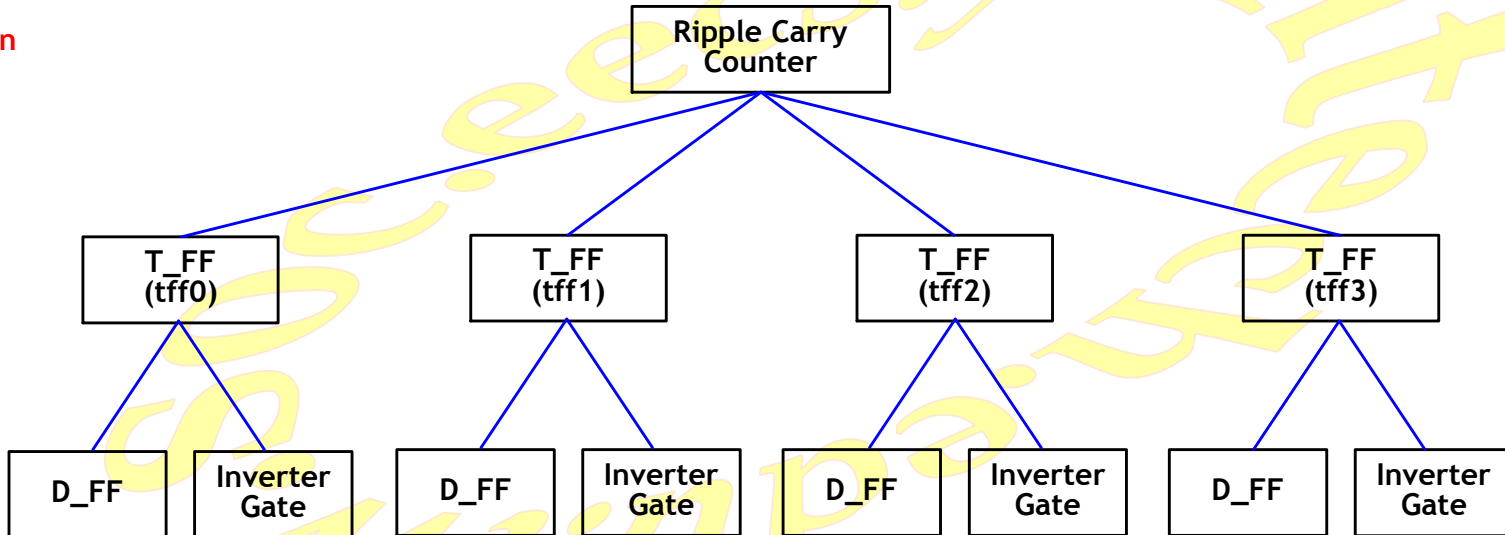 n
Ripple Carry
Counter
T_FF
(tff0)
T_FF
(tff1)
T_FF
(tff2)
T_FF
(tff3)
D_FF
Inverter
Gate
D_FF
Inverter
Gate
D_FF
Inverter
Gate
D_FF
Inverter
Gate